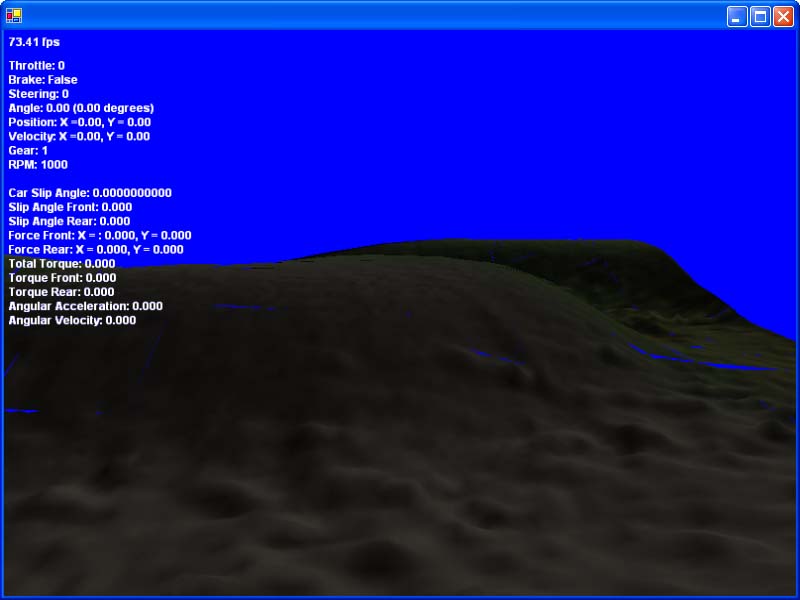 73.41 fps
Throttle: 0
Brake: False
Steering: 0
Angle: 0.00 (0.00 degrees)
Position: X =0.00, Y = 0.00
Velocity: X =0.00, Y = 0.00
Gear: 1
RPM: 1000
Car Slip Angle: 0.0000000000
Slip Angle Front: 0.000
Slip Angle Rear: 0.000
Force Front: X = : 0.000, Y = 0.000
Force Rear: X = 0.000, Y = 0.000
Total Torque: 0.000
Torque Front: 0.000
Torque Rear: 0.000
Angular Acceleration: 0.000
Angular Velocity: 0.000